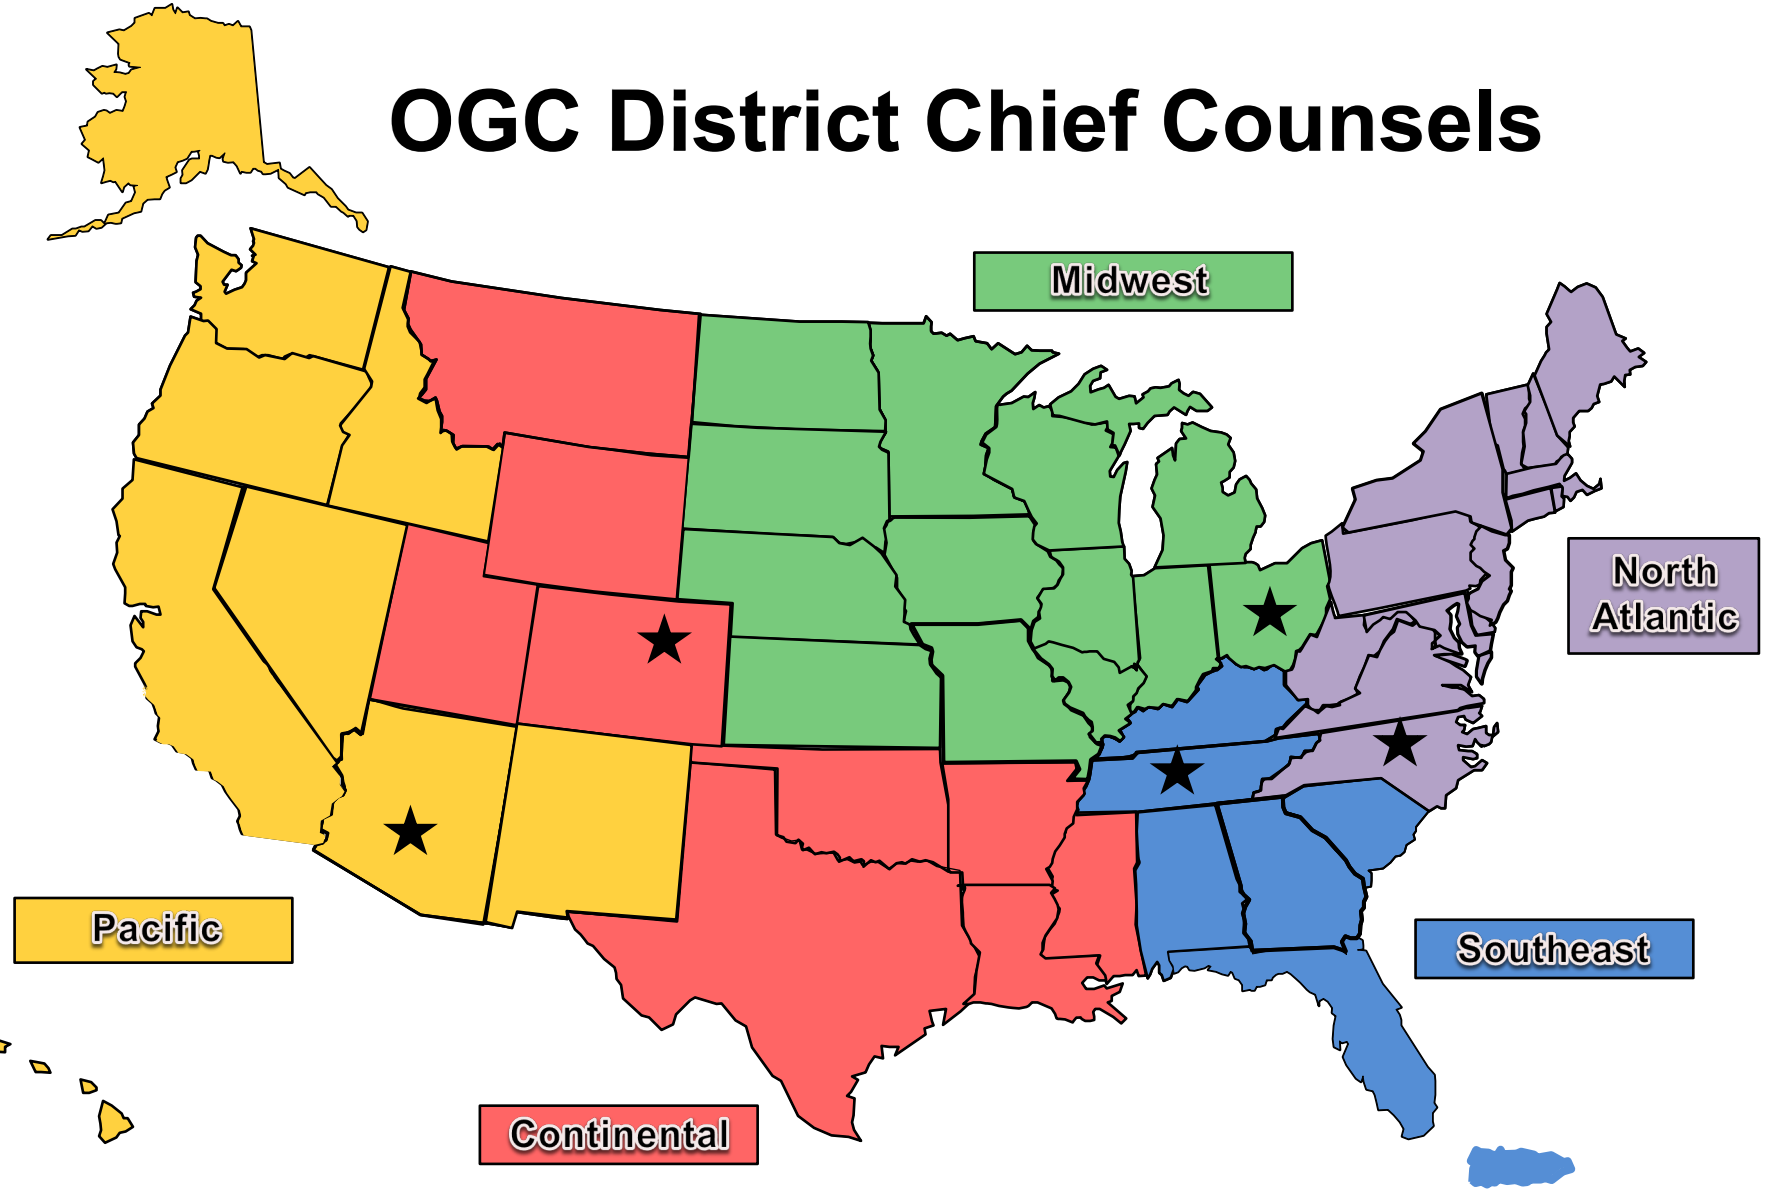 OGC District Chief Counsels
Midwest
North
Atlantic
Pacific
Southeast
Continental